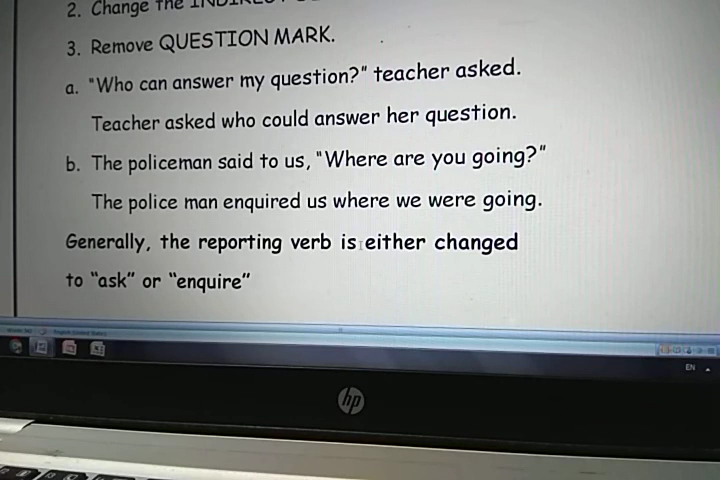 2. Change the INDIRECT
3. Remove QUESTION MARK.
a. "Who can answer my question?" teacher asked.
Teacher asked who could answer her question.
b. The policeman said to us, "Where are you going?"
The police man enquired us where we were going.
Generally, the reporting verb is either changed
to "ask" or "enquire"
EN
hp